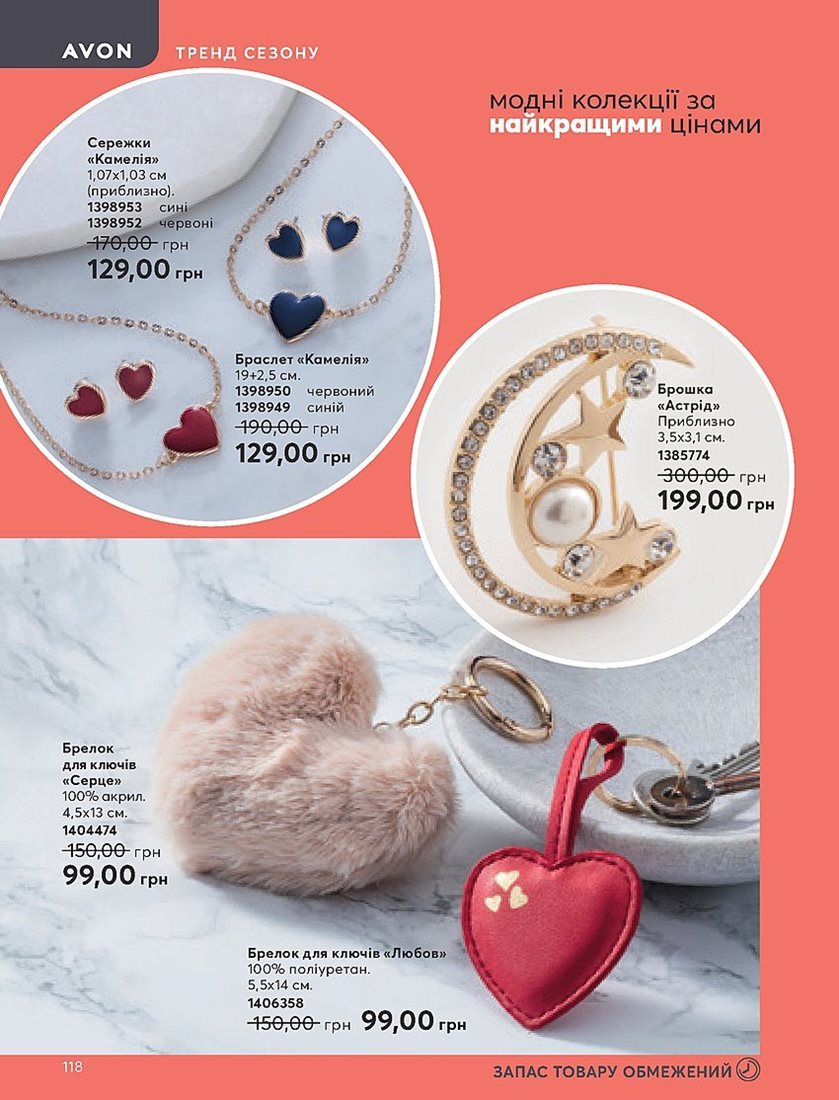 AVON
ТРЕНД СЕЗОНУ
модні колекції за
найкращими цінами
Сережки
«Камелія»
1,07х1,03 см
(приблизно).
1398953 сині
1398952 червоні
170,00 грн
129,00 грн
Браслет «Камелія»
19+2,5 см.
1398950 червоний
1398949 синій
190,00 грн
129,00 грн
Брошка
«Астрід»
Приблизно
3,5х3,1 см.
1385774
300,00 грн
199,00 грн
Брелок
для ключів
«Серце»
100% акрил.
4,5х13 см.
1404474
150,00 грн
99,00 грн
Брелок для ключів «Любов»
100% поліуретан.
5,5х14 см.
1406358
150,00 грн 99,00 грн
118
ЗАПАС ТОВАРУ ОБМЕЖЕНИЙ